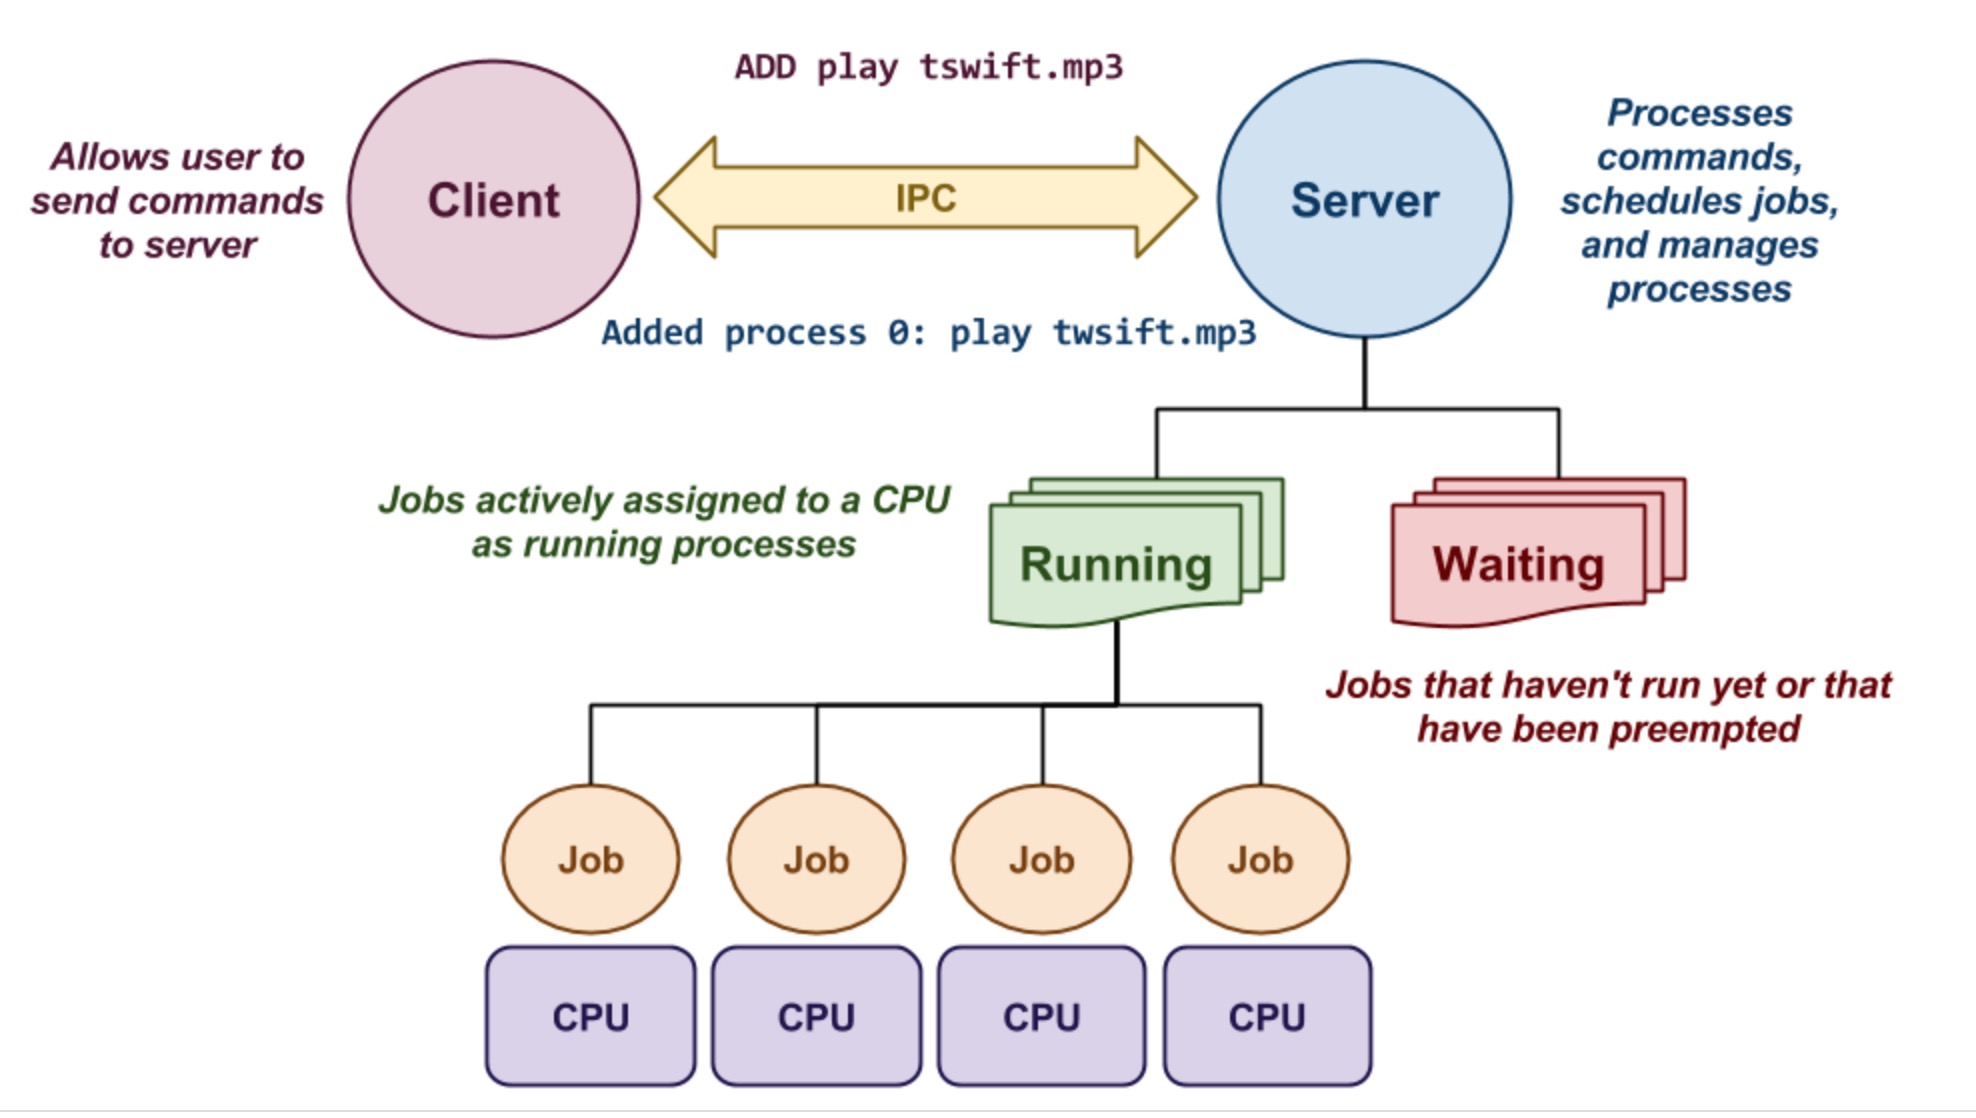 ADD play tswift.mp3
Allows user to
send commands
to server
Client
IPC
Server
Processes
commands,
schedules jobs,
and manages
processes
Added process 0: play twsift.mp3
Jobs actively assigned to a CPU
as running processes
Running
Waiting
Jobs that haven't run yet or that
have been preempted
Job
Job
Job
Job
CPU
CPU
CPU
CPU